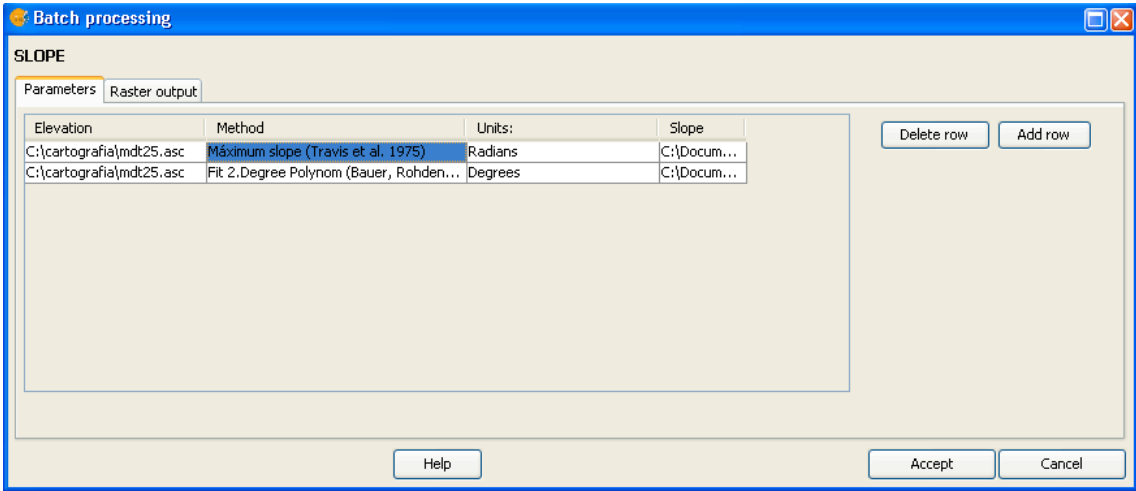 Batch processing
SLOPE
Parameters Raster output
Elevation Method Units: Slope
C:\cartografia\mdt25.asc Máximum slope (Travis et al. 1975) Radians C:\Docum...
C:\cartografia\mdt25.asc Fit 2.Degree Polynom (Bauer, Rohden... Degrees C:\Docum...
Delete row Add row
Help Accept Cancel